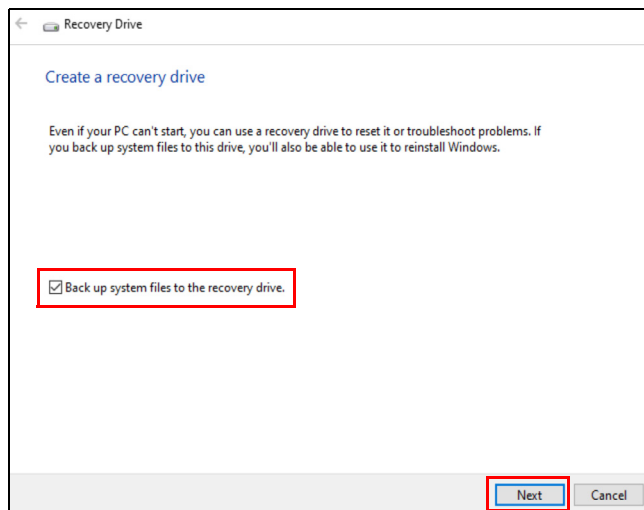 Recovery Drive
Create a recovery drive
Even if your PC can't start, you can use a recovery drive to reset it or troubleshoot problems. If
you back up system files to this drive, you'll also be able to use it to reinstall Windows.
Back up system files to the recovery drive.
Next Cancel